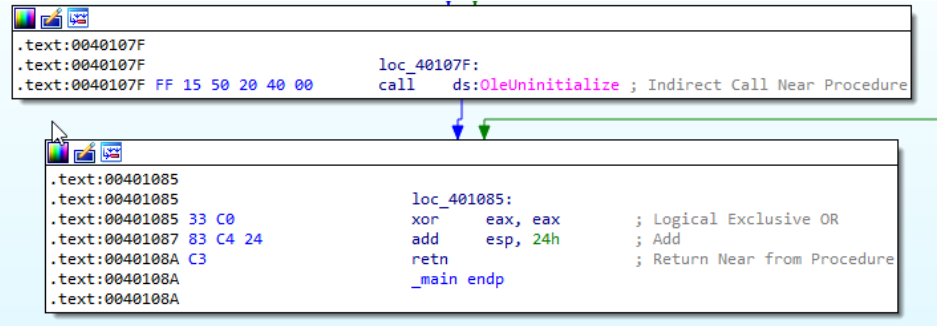 .text:0040107F
.text:0040107F loc_40107F:
.text:0040107F FF 15 50 20 40 00 call ds:OleUninitialize ; Indirect Call Near Procedure
.text:00401085
.text:00401085 loc_401085:
.text:00401085 33 C0 xor eax, eax ; Logical Exclusive OR
.text:00401087 83 C4 24 add esp, 24h ; Add
.text:0040108A C3 retn ; Return Near from Procedure
.text:0040108A _main endp
.text:0040108A